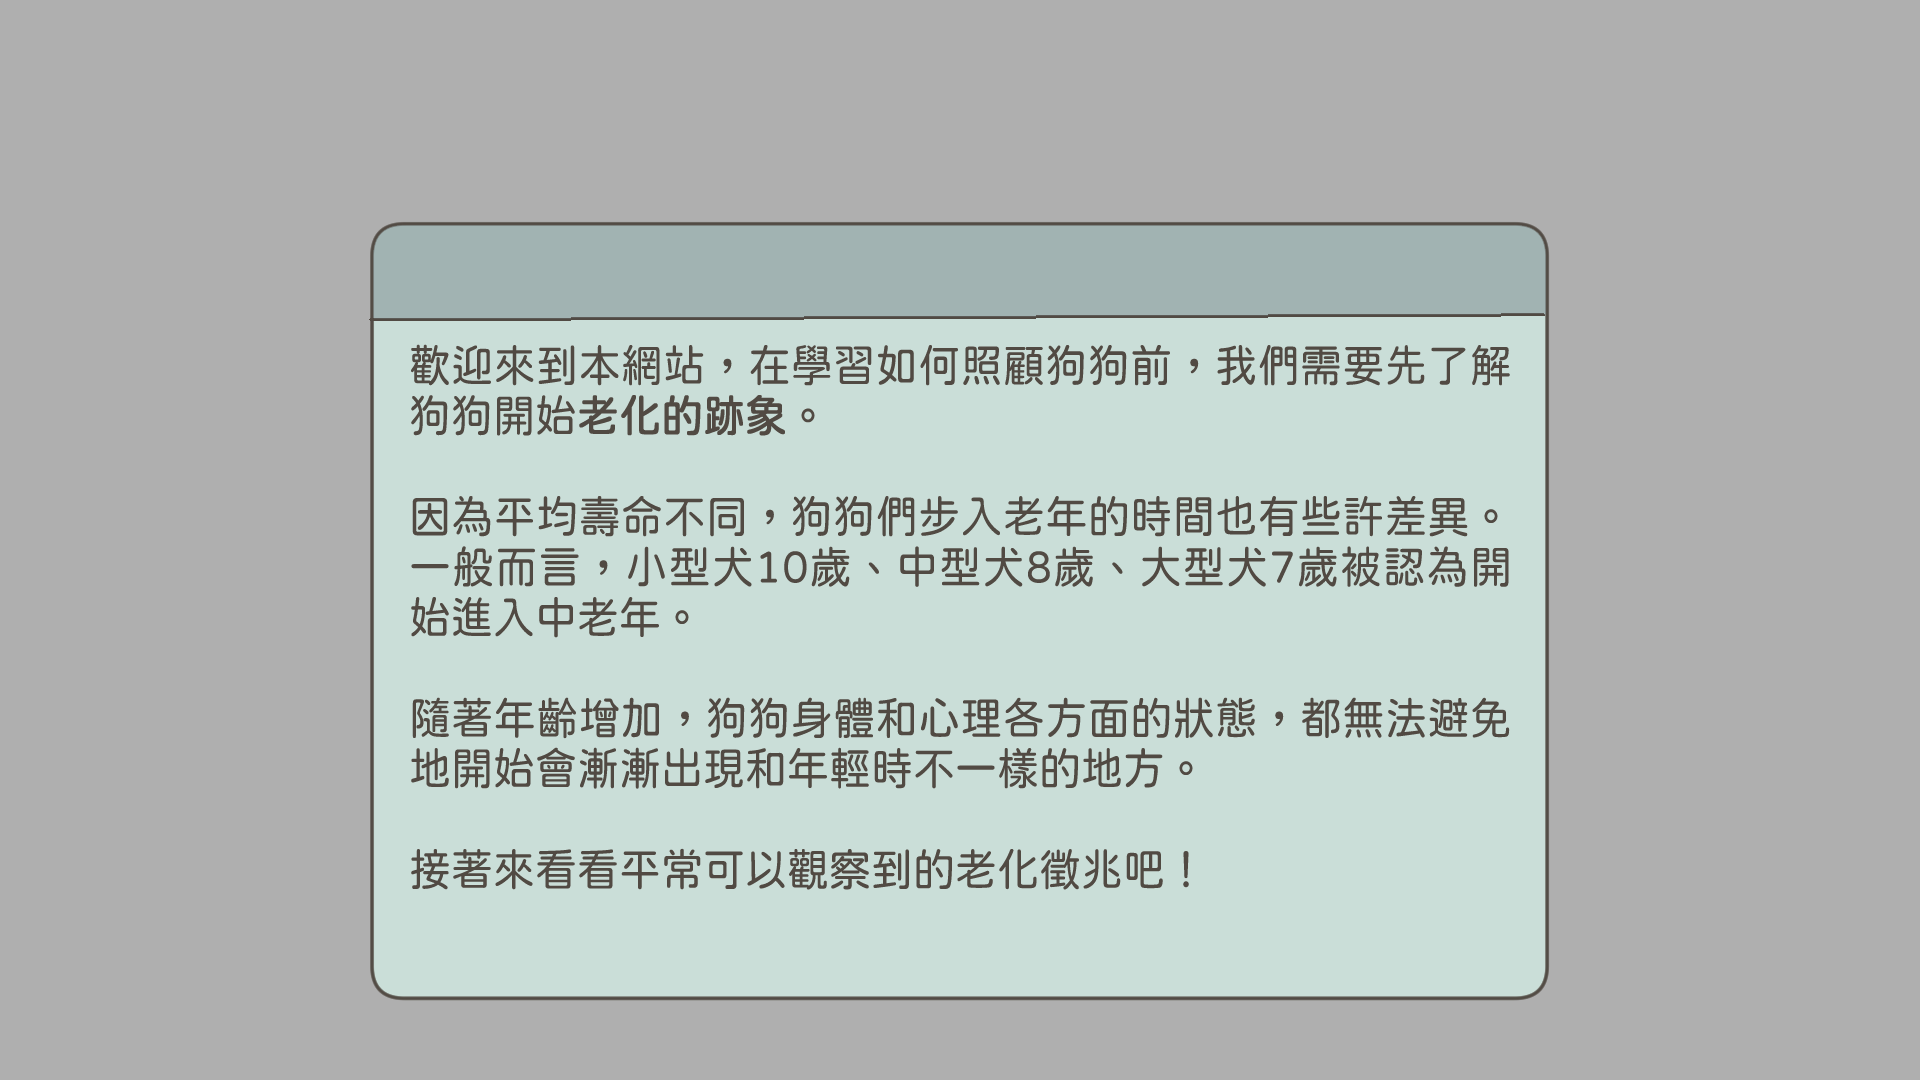 歡迎來到本網站，在學習如何照顧狗狗前，我們需要先了解
狗狗開始老化的跡象。
因為平均壽命不同，狗狗們步入老年的時間也有些許差異。
一般而言，小型犬10歲、中型犬8歲、大型犬7歲被認為開
始進入中老年。
隨著年齡增加，狗狗身體和心理各方面的狀態，都無法避免
地開始會漸漸出現和年輕時不一樣的地方。
接著來看看平常可以觀察到的老化徵兆吧！